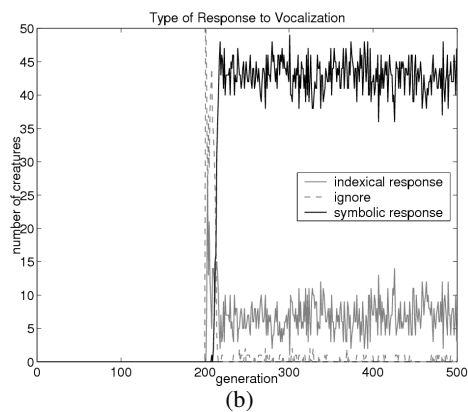 Type of Response to Vocalization
50
45
40
35
30
25
20
15
10
5
0
number of creatures
indexical response
ignore
symbolic response
0 100 200 300 400 500
generation
(b)